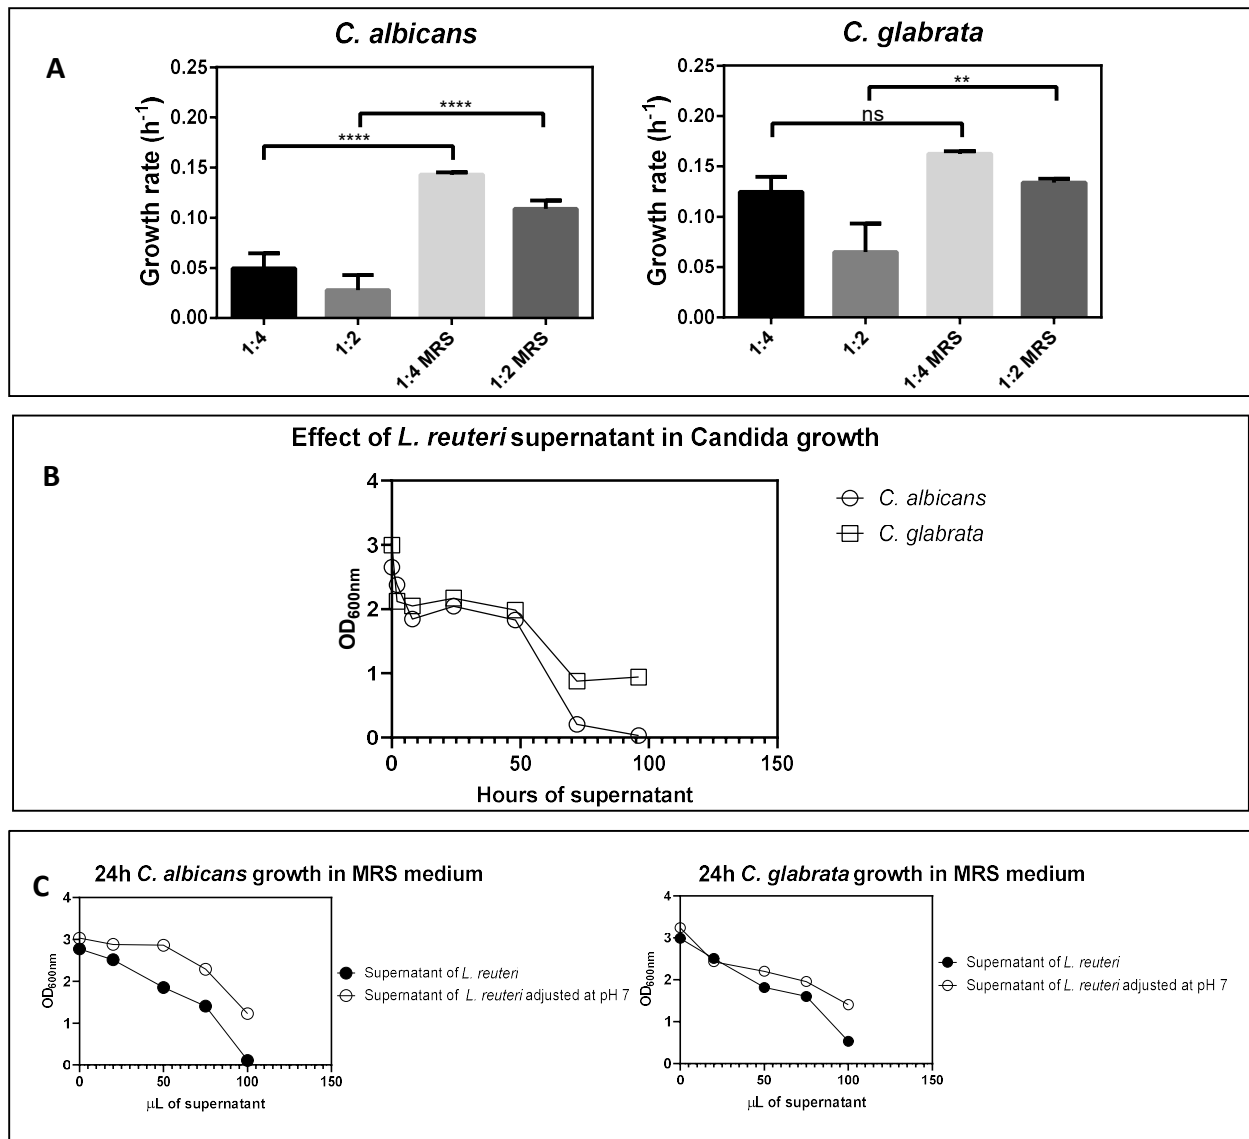 A
C. albicans
Growth rate (h-1)
0.25
0.20
0.15
0.10
0.05
0.00
****
****
1:4
1:2
1:4 MRS
1:2 MRS
C. glabrata
Growth rate (h-1)
0.25
0.20
0.15
0.10
0.05
0.00
**
ns
1:4
1:2
1:4 MRS
1:2 MRS
B
Effect of L. reuteri supernatant in Candida growth
OD600nm
4
3
2
1
0
0 50 100 150
Hours of supernatant
C. albicans
C. glabrata
C
24h C. albicans growth in MRS medium
OD600nm
4
3
2
1
0
0 50 100 150
μL of supernatant
Supernatant of L. reuteri
Supernatant of L. reuteri adjusted at pH 7
24h C. glabrata growth in MRS medium
OD600nm
4
3
2
1
0
0 50 100 150
μL of supernatant
Supernatant of L. reuteri
Supernatant of L. reuteri adjusted at pH 7